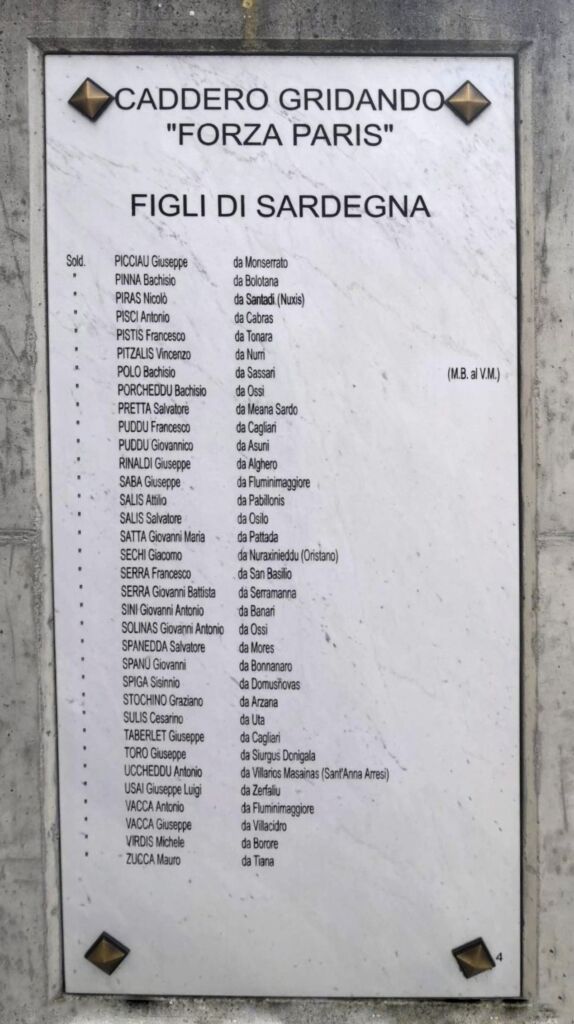 CADDERO GRIDANDO
"FORZA PARIS"
FIGLI DI SARDEGNA
Sold. PICCIAU Giuseppe da Monserrato
" PINNA Bachisio da Bolotana
" PIRAS Nicolò da Santadi (Nuxis)
" PISCI Antonio da Cabras
" PISTIS Francesco da Tonara
" PITZALIS Vincenzo da Nurri
" POLO Bachisio da Sassari (M.B. al V.M.)
" PORCHEDDU Bachisio da Ossi
" PRETTA Salvatore da Meana Sardo
" PUDDU Francesco da Cagliari
" PUDDU Giovannico da Asuni
" RINALDI Giuseppe da Alghero
" SABA Giuseppe da Fluminimaggiore
" SALIS Attilio da Pabillonis
" SALIS Salvatore da Osilo
" SATTA Giovanni Maria da Pattada
" SECHI Giacomo da Nuraxinieddu (Oristano)
" SERRA Francesco da San Basilio
" SERRA Giovanni Battista da Serramanna
" SINI Giovanni Antonio da Banari
" SOLINAS Giovanni Antonio da Ossi
" SPANEDDA Salvatore da Mores
" SPANU Giovanni da Bonnanaro
" SPIGA Sisinnio da Domusnovas
" STOCHINO Graziano da Arzana
" SULIS Cesarino da Uta
" TABERLET Giuseppe da Cagliari
" TORO Giuseppe da Siurgus Donigala
" UCCHEDDU Antonio da Villarios Masainas (Sant'Anna Arresi)
" USAI Giuseppe Luigi da Zerfaliu
" VACCA Antonio da Fluminimaggiore
" VACCA Giuseppe da Villacidro
" VIRDIS Michele da Borore
" ZUCCA Mauro da Tiana
4